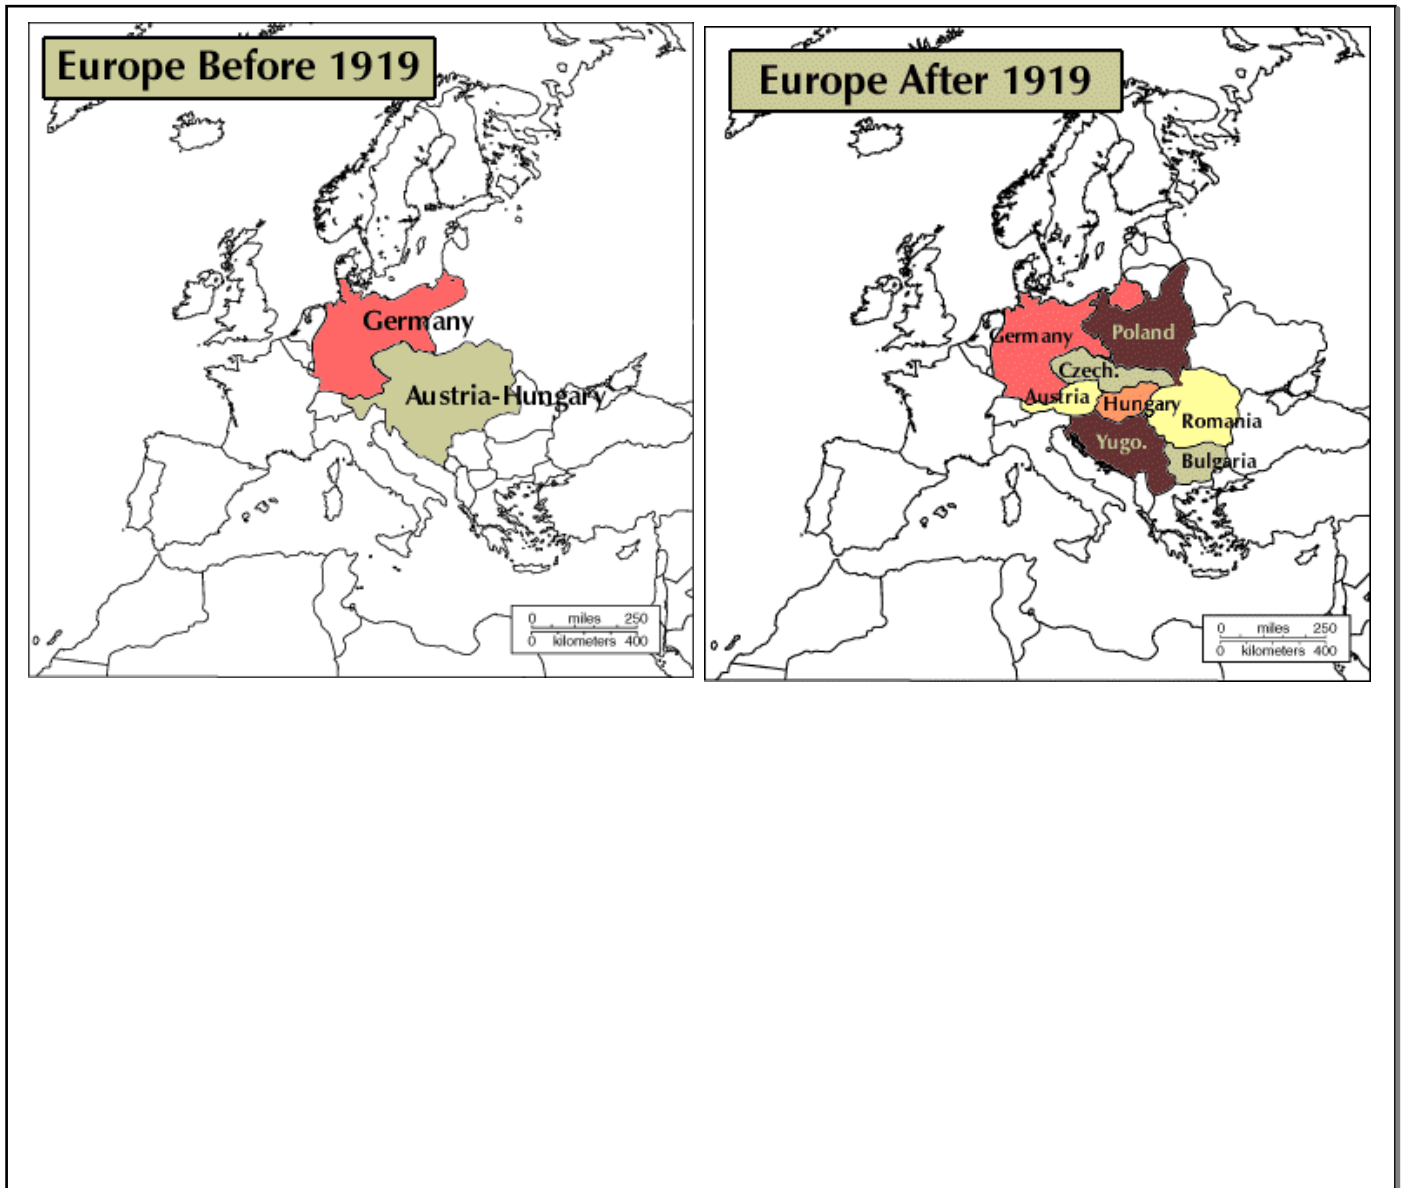 Europe Before 1919
Germany
Austria-Hungary
0 miles 250
0 kilometers 400
Europe After 1919
Germany
Poland
Czech.
Austria
Hungary
Romania
Yugo.
Bulgaria
0 miles 250
0 kilometers 400